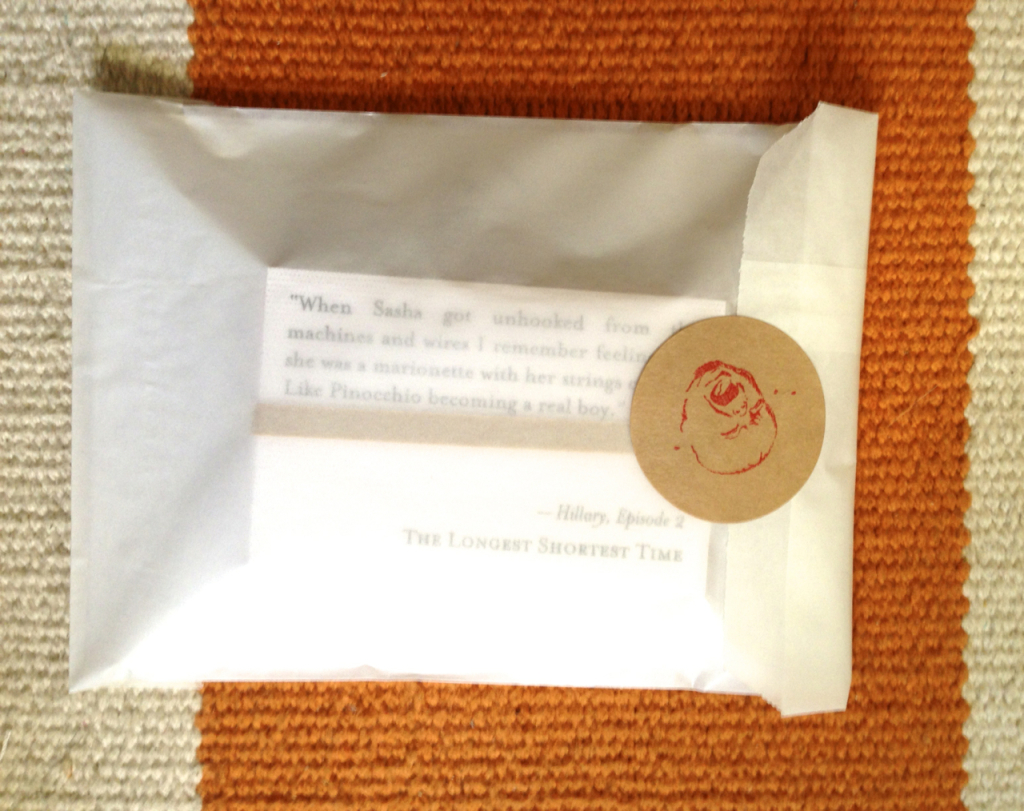 "When Sasha got unhooked from
machines and wires I remember feeling
she was a marionette with her strings
Like Pinocchio becoming a real boy."
— Hillary, Episode 2
THE LONGEST SHORTEST TIME